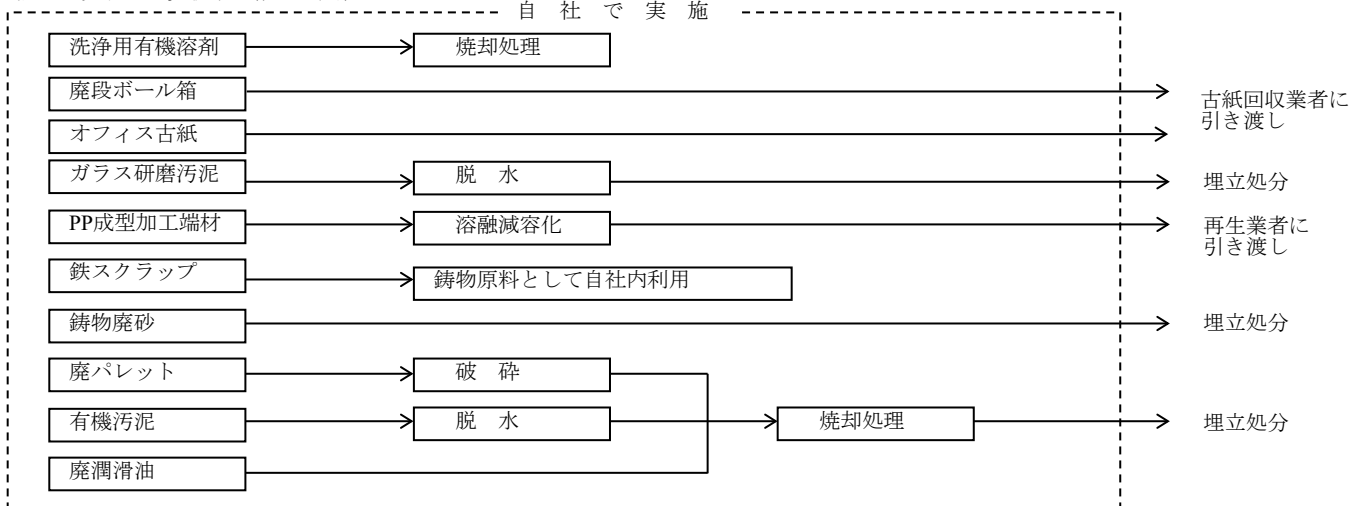 自 社 で 実 施
洗浄用有機溶剤
焼却処理
廃段ボール箱
古紙回収業者に
引き渡し
オフィス古紙
ガラス研磨汚泥
脱 水
埋立処分
PP成型加工端材
溶融減容化
再生業者に
引き渡し
鉄スクラップ
鋳物原料として自社内利用
鋳物廃砂
埋立処分
廃パレット
破 砕
有機汚泥
脱 水
焼却処理
埋立処分
廃潤滑油